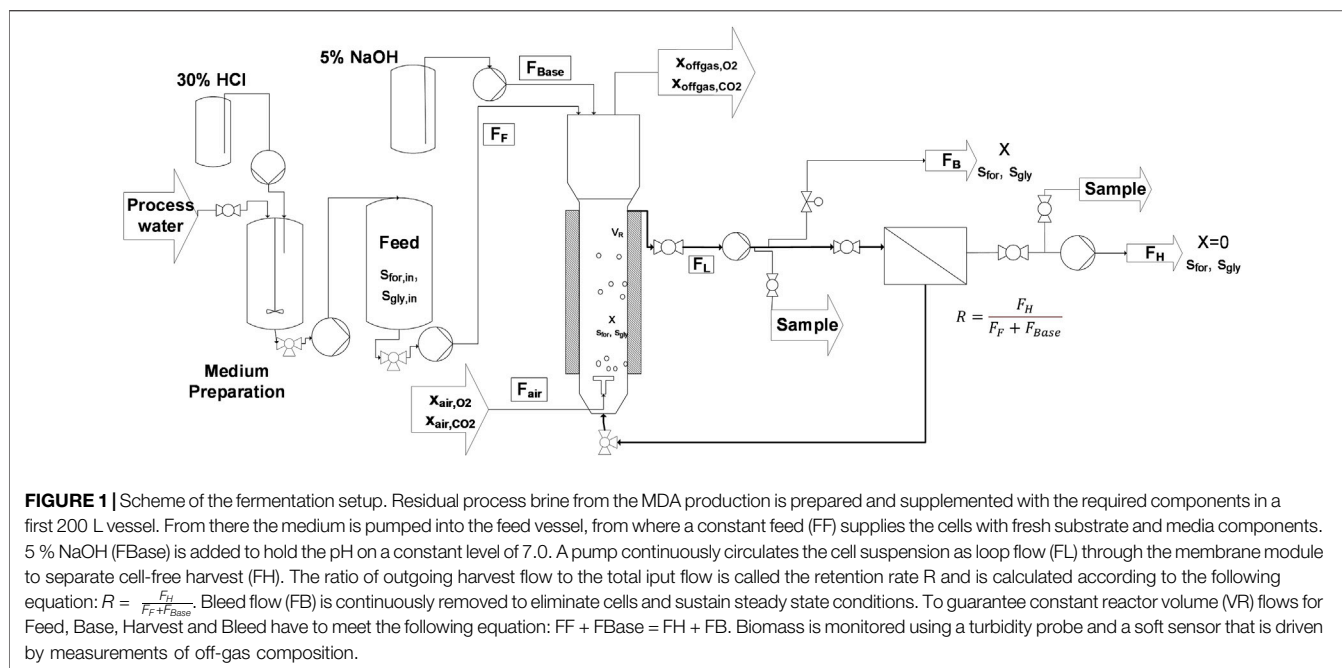 5% NaOH
F_Base
x_offgas,O2
x_offgas,CO2
30% HCl
F_F
F_B
X
S_for, S_gly
Process
water
Sample
Feed
S_for,in,
S_gly,in
V_R
F_L
F_H
X=0
S_for, S_gly
X
S_for, S_gly
Sample
R = F_H / (F_F + F_Base)
Medium
Preparation
F_air
x_air,O2
x_air,CO2
FIGURE 1 | Scheme of the fermentation setup. Residual process brine from the MDA production is prepared and supplemented with the required components in a
first 200 L vessel. From there the medium is pumped into the feed vessel, from where a constant feed (FF) supplies the cells with fresh substrate and media components.
5 % NaOH (FBase) is added to hold the pH on a constant level of 7.0. A pump continuously circulates the cell suspension as loop flow (FL) through the membrane module
to separate cell-free harvest (FH). The ratio of outgoing harvest flow to the total iput flow is called the retention rate R and is calculated according to the following
equation: R = F_H / (F_F+F_Base). Bleed flow (FB) is continuously removed to eliminate cells and sustain steady state conditions. To guarantee constant reactor volume (VR) flows for
Feed, Base, Harvest and Bleed have to meet the following equation: FF + FBase = FH + FB. Biomass is monitored using a turbidity probe and a soft sensor that is driven
by measurements of off-gas composition.